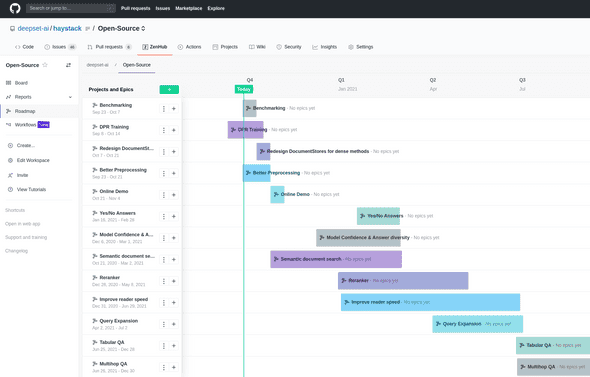 Search or jump to...
/
Pull requests
Issues
Marketplace
Explore
deepset-ai/haystack / Open-Source
Code
Issues 46
Pull requests 4
ZenHub
Actions
Projects
Wiki
Security
Insights
Settings
Open-Source
deepset-ai / Open-Source
Board
Reports
Roadmap
Workflows New
Create...
Edit Workspace
Invite
View Tutorials
Shortcuts
Open in web app
Support and training
Changelog
Q4
Q1
Q2
Q3
Projects and Epics
+
Today
Jan 2021
Apr
Jul
Benchmarking
Sep 23 - Oct 7
Benchmarking - No epics yet
DPR Training
Sep 9 - Oct 14
DPR Training - No epics yet
Redesign DocumentSt...
Oct 7 - Oct 21
Redesign DocumentStores for dense methods - No epics yet
Better Preprocessing
Sep 23 - Oct 21
Better Preprocessing - No epics yet
Online Demo
Oct 21 - Nov 4
Online Demo - No epics yet
Yes/No Answers
Jan 16, 2021 - Feb 28
Yes/No Answers - No epics yet
Model Confidence & A...
Dec 6, 2020 - Mar 1, 2021
Model Confidence & Answer diversity - No epics yet
Semantic document se...
Oct 21, 2020 - Mar 2, 2021
Semantic document search - No epics yet
Reranker
Dec 28, 2020 - May 9, 2021
Reranker - No epics yet
Improve reader speed
Dec 31, 2020 - Jun 29, 2021
Improve reader speed - No epics yet
Query Expansion
Apr 3, 2021 - Jul 2
Query Expansion - No epics yet
Tabular QA
Jun 25, 2021 - Dec 28
Tabular QA - No epics yet
Multihop QA
Jun 26, 2021 - Dec 30
Multihop QA - No epics yet